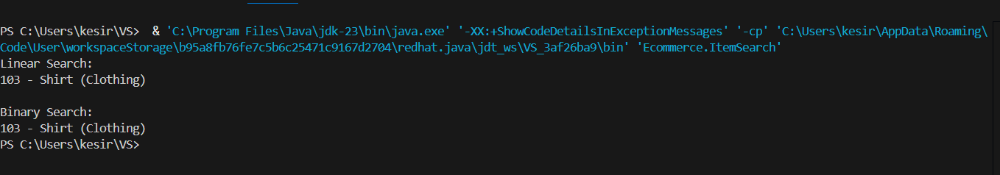 PS C:\Users\kesir\VS>  & 'C:\Program Files\Java\jdk-23\bin\java.exe' '-XX:+ShowCodeDetailsInExceptionMessages' '-cp' 'C:\Users\kesir\AppData\Roaming\
Code\User\workspaceStorage\b95a8fb76fe7c5b6c25471c9167d2704\redhat.java\jdt_ws\VS_3af26ba9\bin' 'Ecommerce.ItemSearch'
Linear Search:
103 - Shirt (Clothing)
Binary Search:
103 - Shirt (Clothing)
PS C:\Users\kesir\VS>